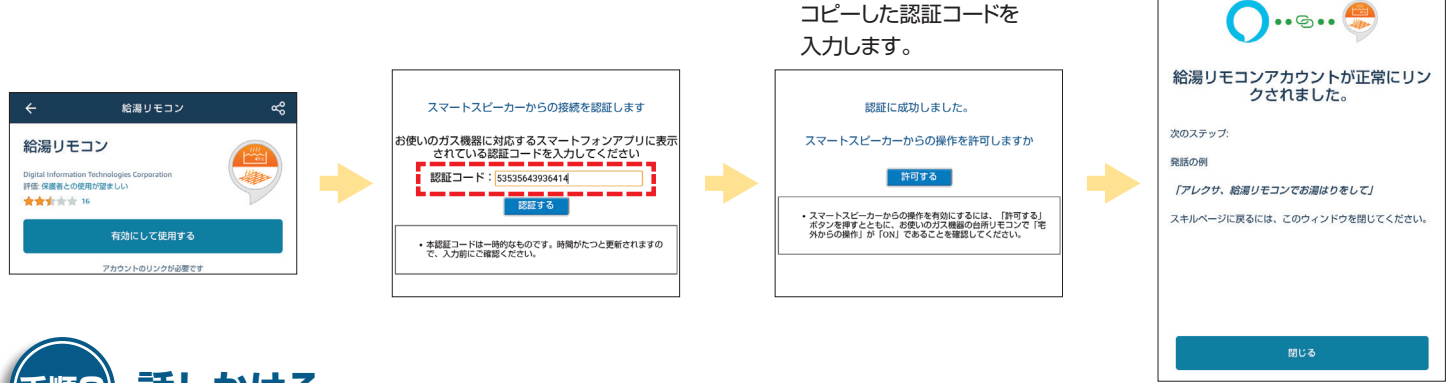 コピーした認証コードを
入力します。
給湯リモコン
給湯リモコン
Digital Information Technologies Corporation
評価: 保護者との使用が望ましい
16
有効にして使用する
アカウントのリンクが必要です
スマートスピーカーからの接続を認証します
お使いのガス機器に対応するスマートフォンアプリに表示
されている認証コードを入力してください
認証コード：53535643936414
認証する
・本認証コードは一時的なものです。時間がたつと更新されますの
で、入力前にご確認ください。
認証に成功しました。
スマートスピーカーからの操作を許可しますか
許可する
・スマートスピーカーからの操作を有効にするには、「許可する」
ボタンを押すとともに、お使いのガス機器の台所リモコンで「宅
外からの操作」が「ON」であることを確認してください。
給湯リモコンアカウントが正常にリン
クされました。
次のステップ:
発話の例
「アレクサ、給湯リモコンでお湯はりをして」
スキルページに戻るには、このウィンドウを閉じてください。
閉じる
話しかける